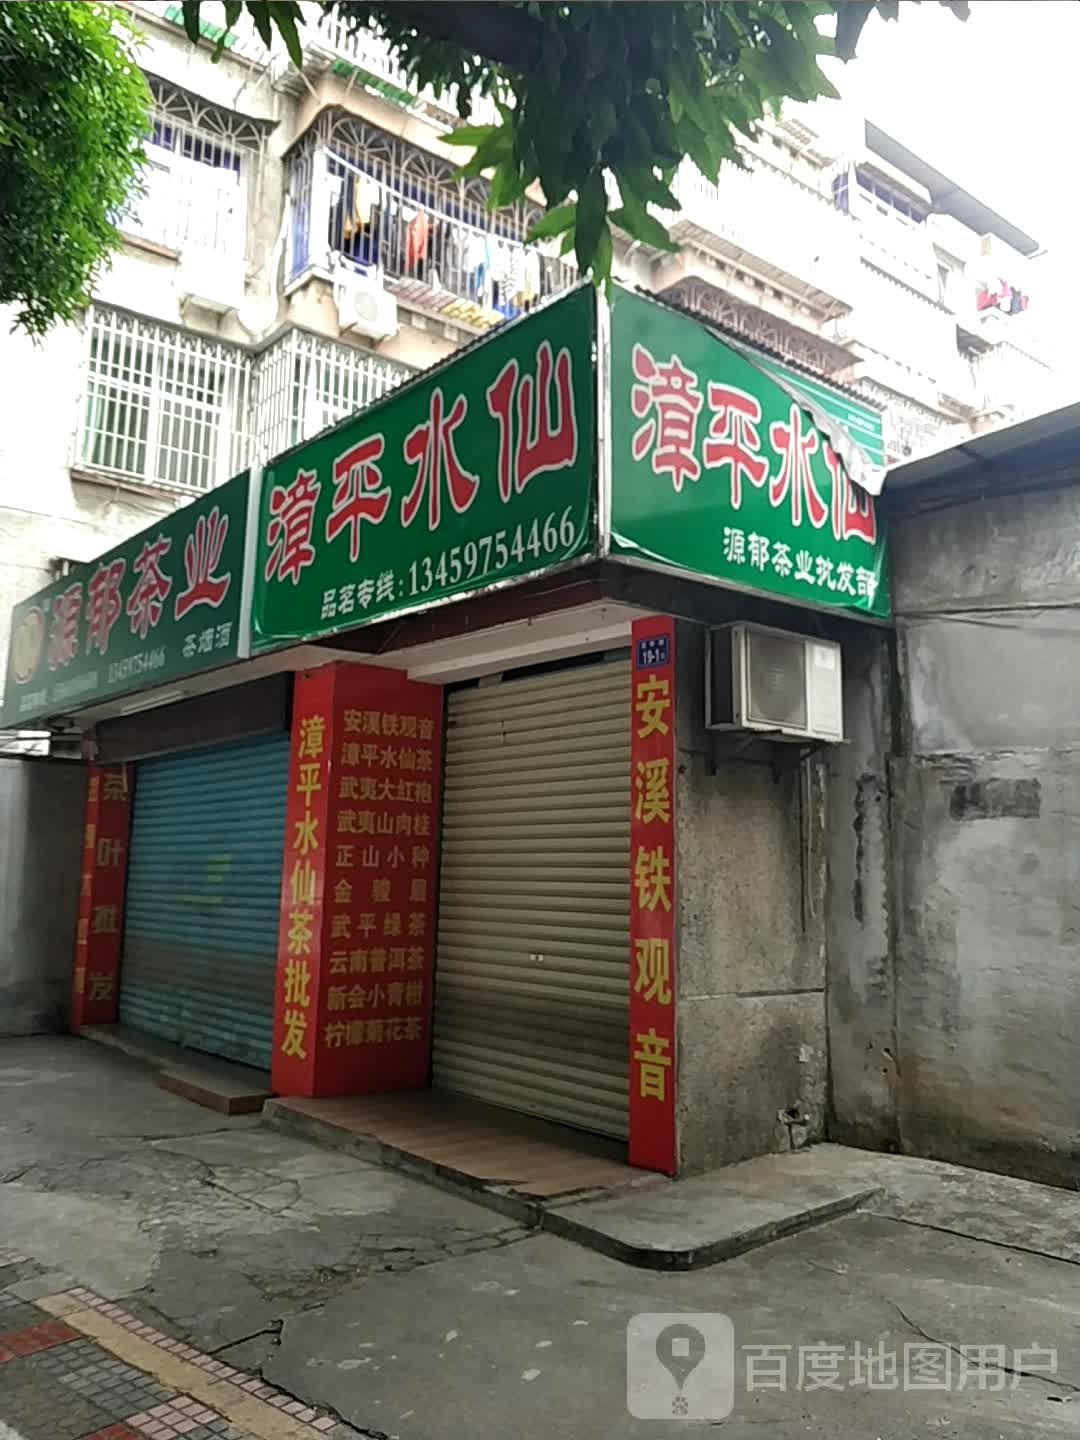 源郁茶业
茶烟酒
13459754466
漳平水仙
品茗专线:13459754466
漳平水仙
源郁茶业批发部
茶叶批发
漳平水仙茶批发
安溪铁观音
漳平水仙茶
武夷大红袍
武夷山肉桂
正山小种
金骏眉
武平绿茶
云南普洱茶
新会小青柑
柠檬菊花茶
19-1
安溪铁观音
百度地图用户